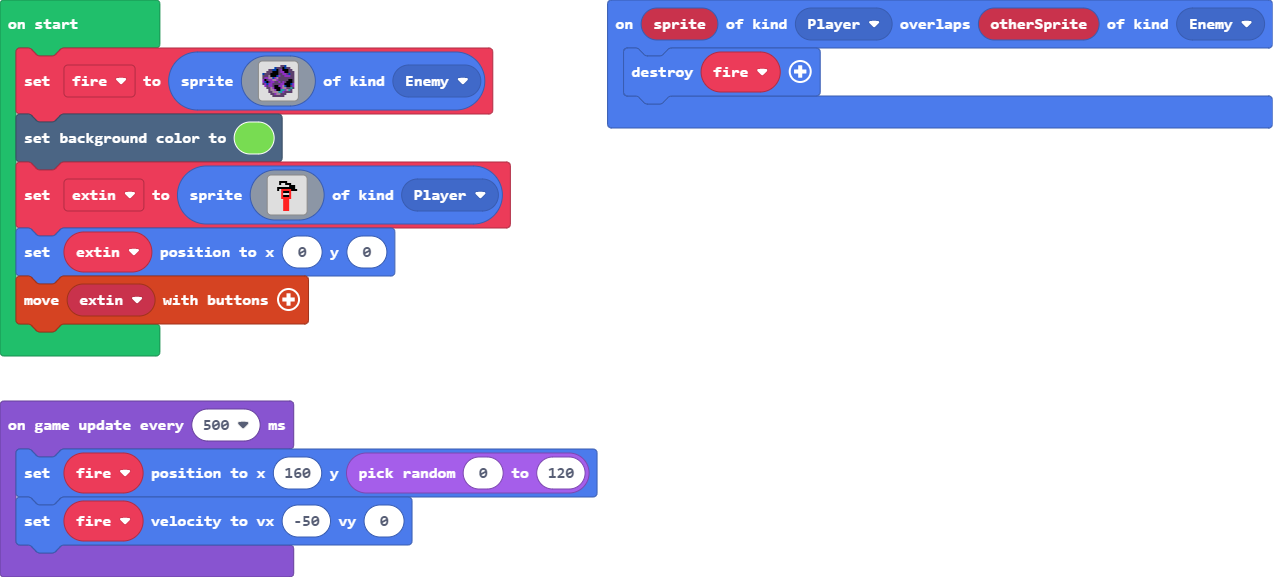 on start
set fire to sprite of kind Enemy
set background color to
set extin to sprite of kind Player
set extin position to x 0 y 0
move extin with buttons
on sprite of kind Player overlaps otherSprite of kind Enemy
destroy fire
on game update every 500 ms
set fire position to x 160 y pick random 0 to 120
set fire velocity to vx -50 vy 0